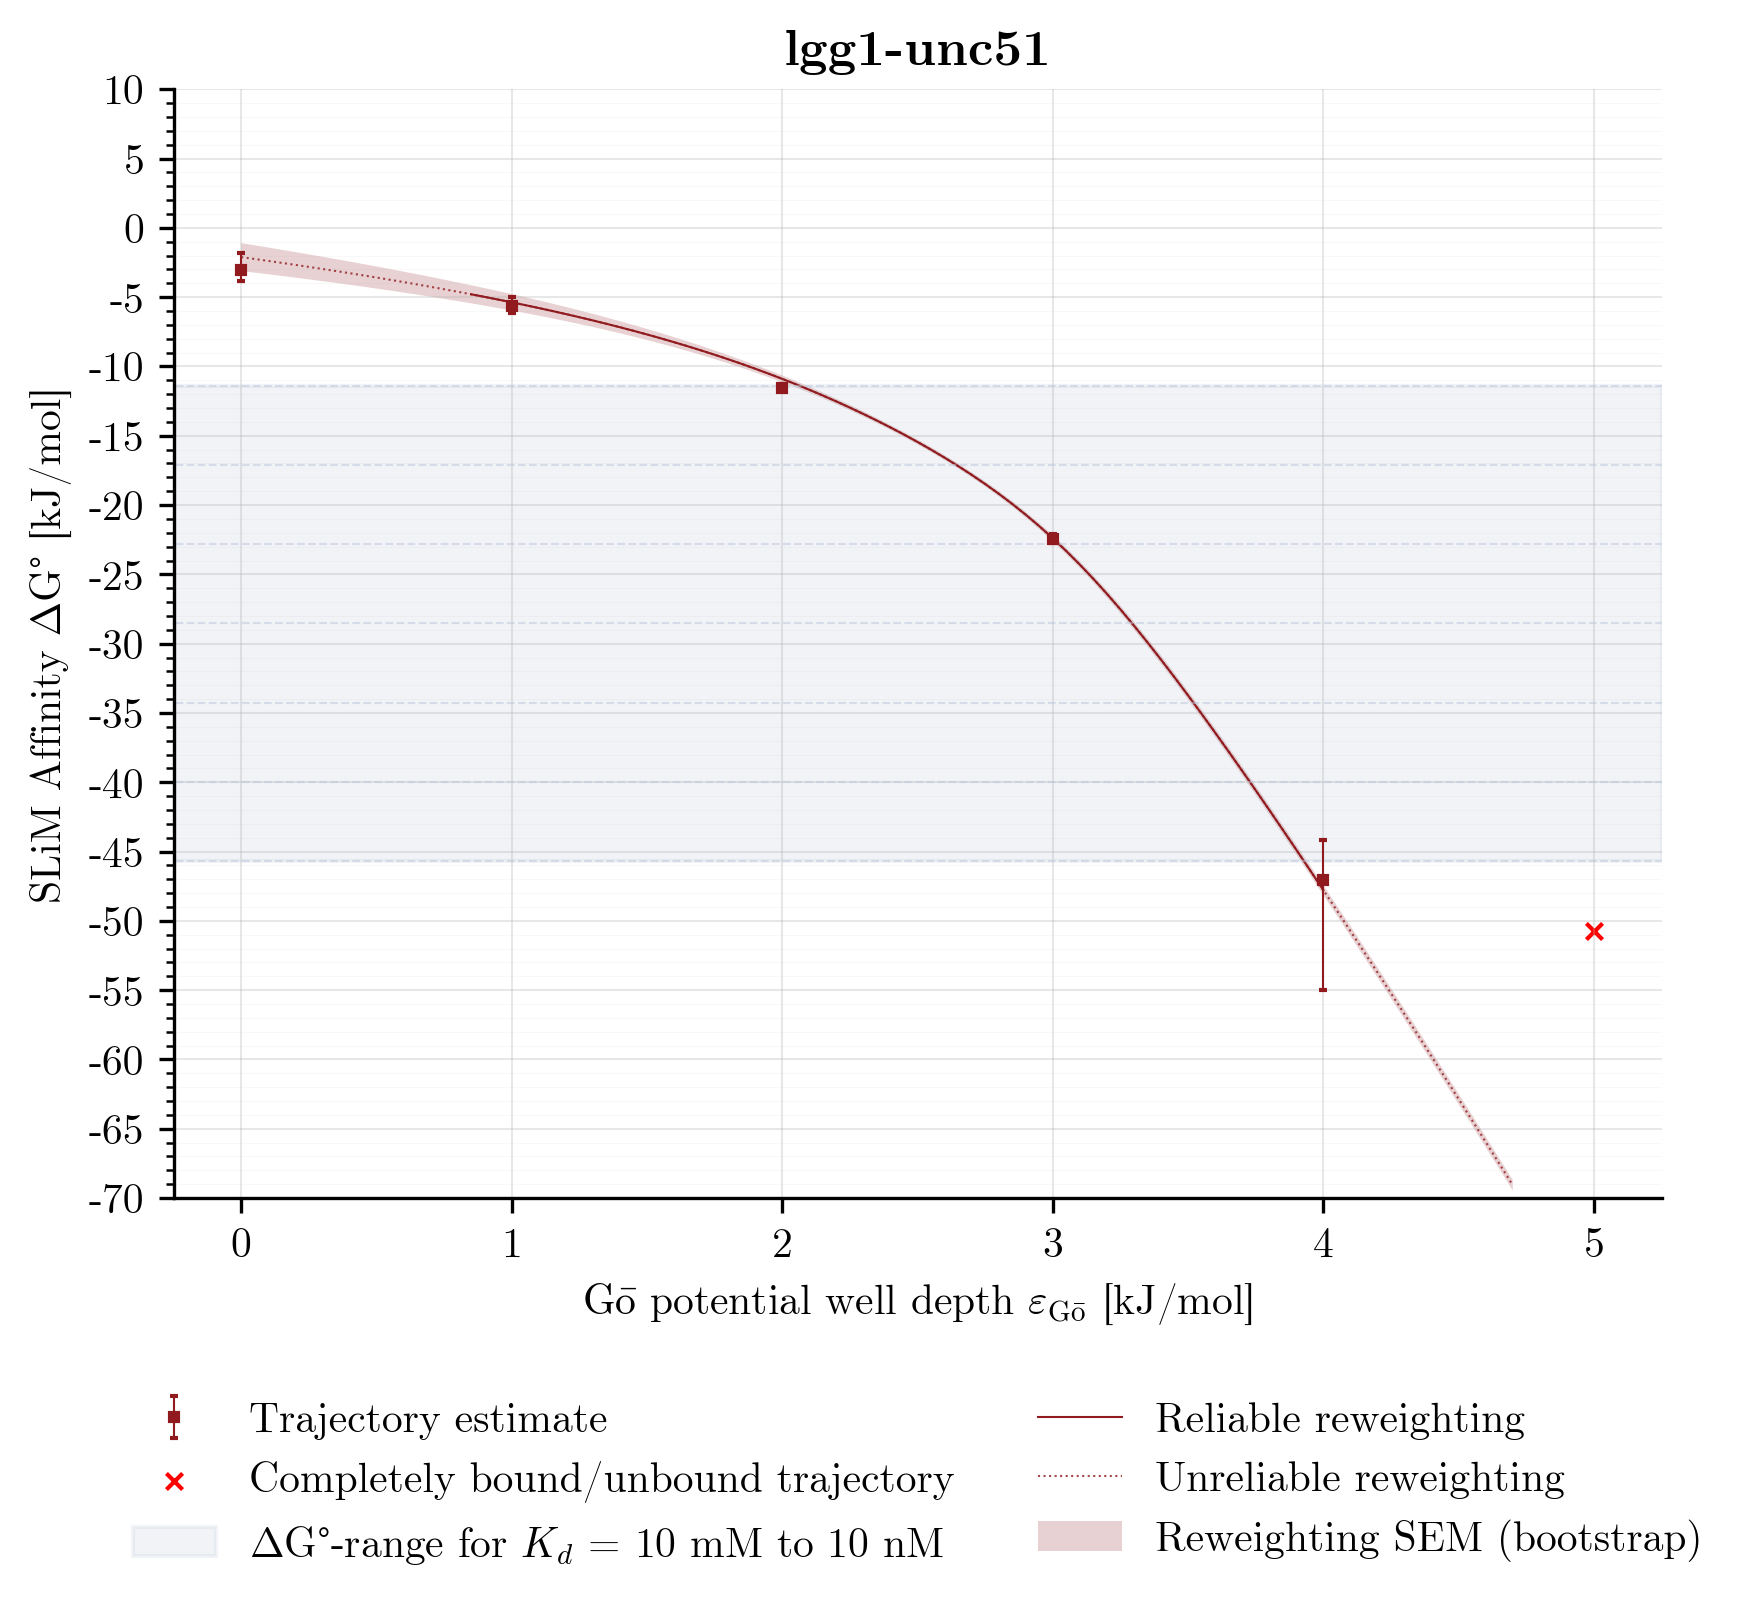 lgg1-unc51
SLiM Affinity ΔG° [kJ/mol]
10
5
0
-5
-10
-15
-20
-25
-30
-35
-40
-45
-50
-55
-60
-65
-70
0 1 2 3 4 5
Gō potential well depth ε_Gō [kJ/mol]
Trajectory estimate
Completely bound/unbound trajectory
ΔG°-range for K_d = 10 mM to 10 nM
Reliable reweighting
Unreliable reweighting
Reweighting SEM (bootstrap)